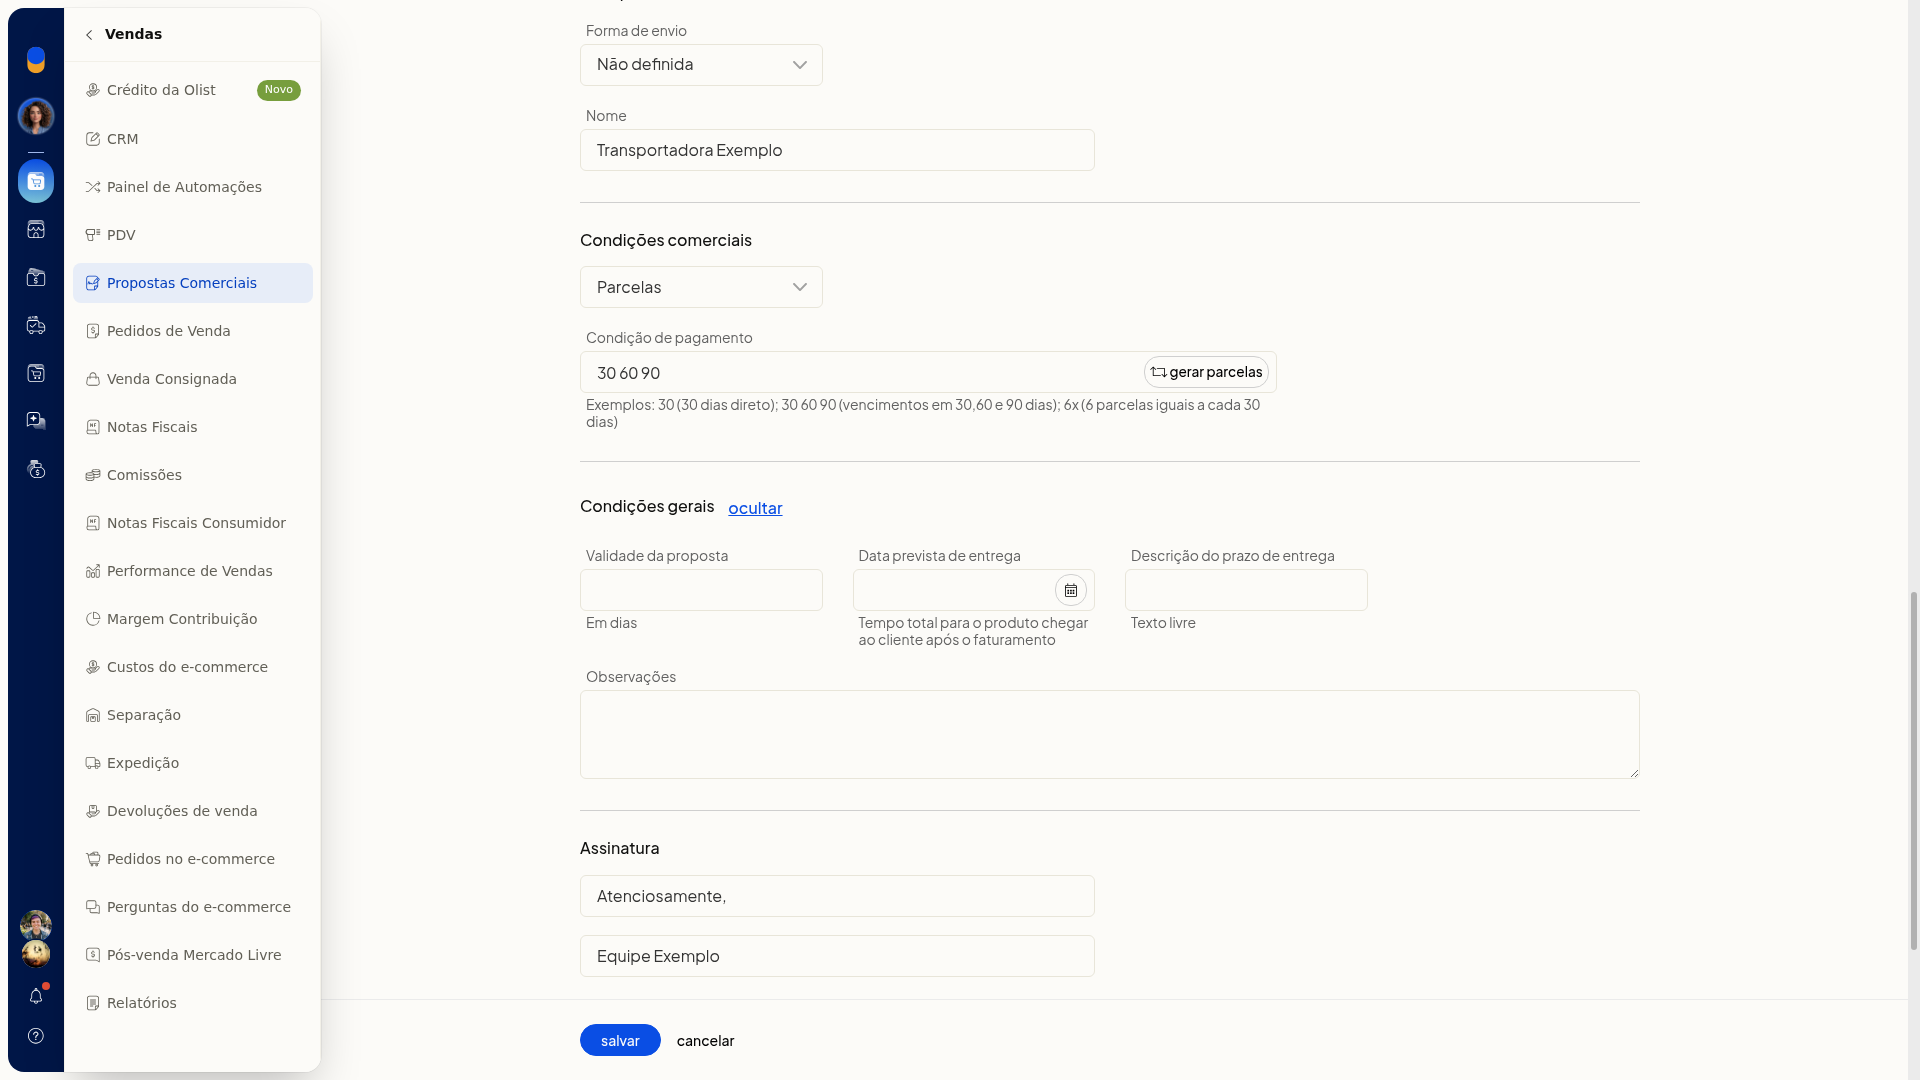 Vendas
Crédito da Olist
Novo
CRM
Painel de Automações
PDV
Propostas Comerciais
Pedidos de Venda
Venda Consignada
Notas Fiscais
Comissões
Notas Fiscais Consumidor
Performance de Vendas
Margem Contribuição
Custos do e-commerce
Separação
Expedição
Devoluções de venda
Pedidos no e-commerce
Perguntas do e-commerce
Pós-venda Mercado Livre
Relatórios
Forma de envio
Não definida
Nome
Transportadora Exemplo
Condições comerciais
Parcelas
Condição de pagamento
30 60 90
gerar parcelas
Exemplos: 30 (30 dias direto); 30 60 90 (vencimentos em 30,60 e 90 dias); 6x (6 parcelas iguais a cada 30
dias)
Condições gerais ocultar
Validade da proposta
Em dias
Data prevista de entrega
Tempo total para o produto chegar
ao cliente após o faturamento
Descrição do prazo de entrega
Texto livre
Observações
Assinatura
Atenciosamente,
Equipe Exemplo
salvar
cancelar